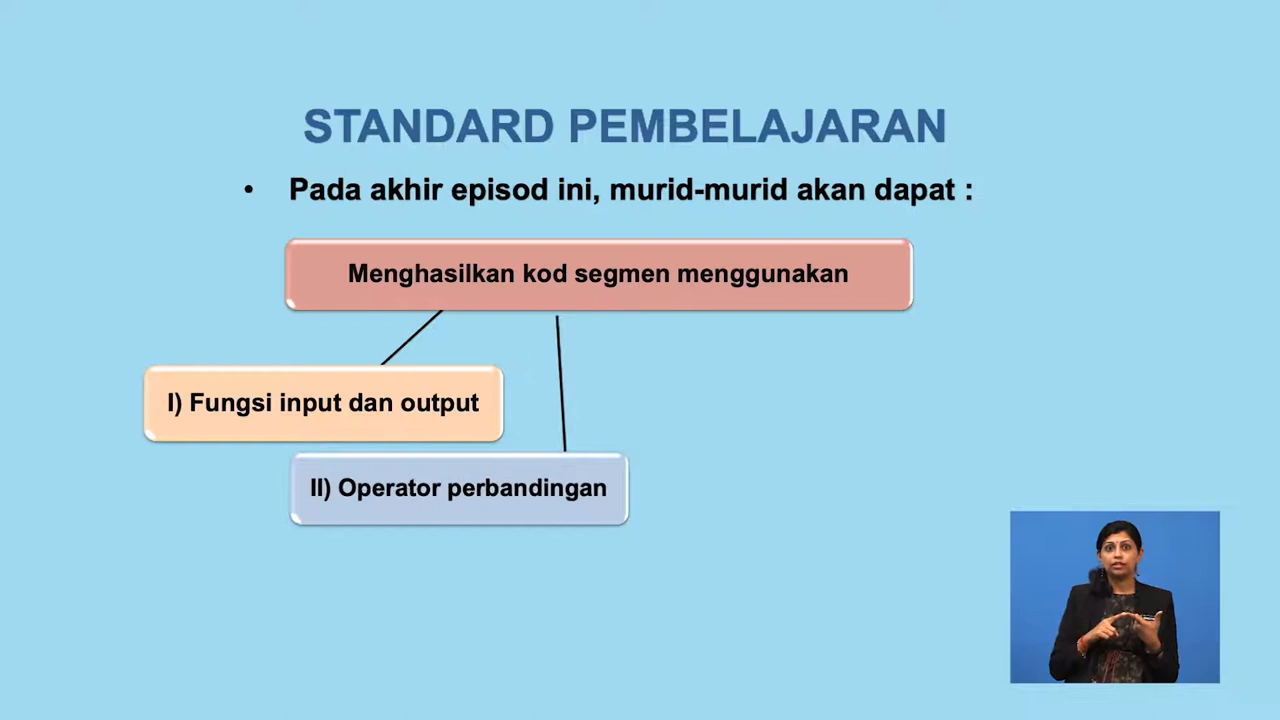 STANDARD PEMBELAJARAN
• Pada akhir episod ini, murid-murid akan dapat :
Menghasilkan kod segmen menggunakan
I) Fungsi input dan output
II) Operator perbandingan